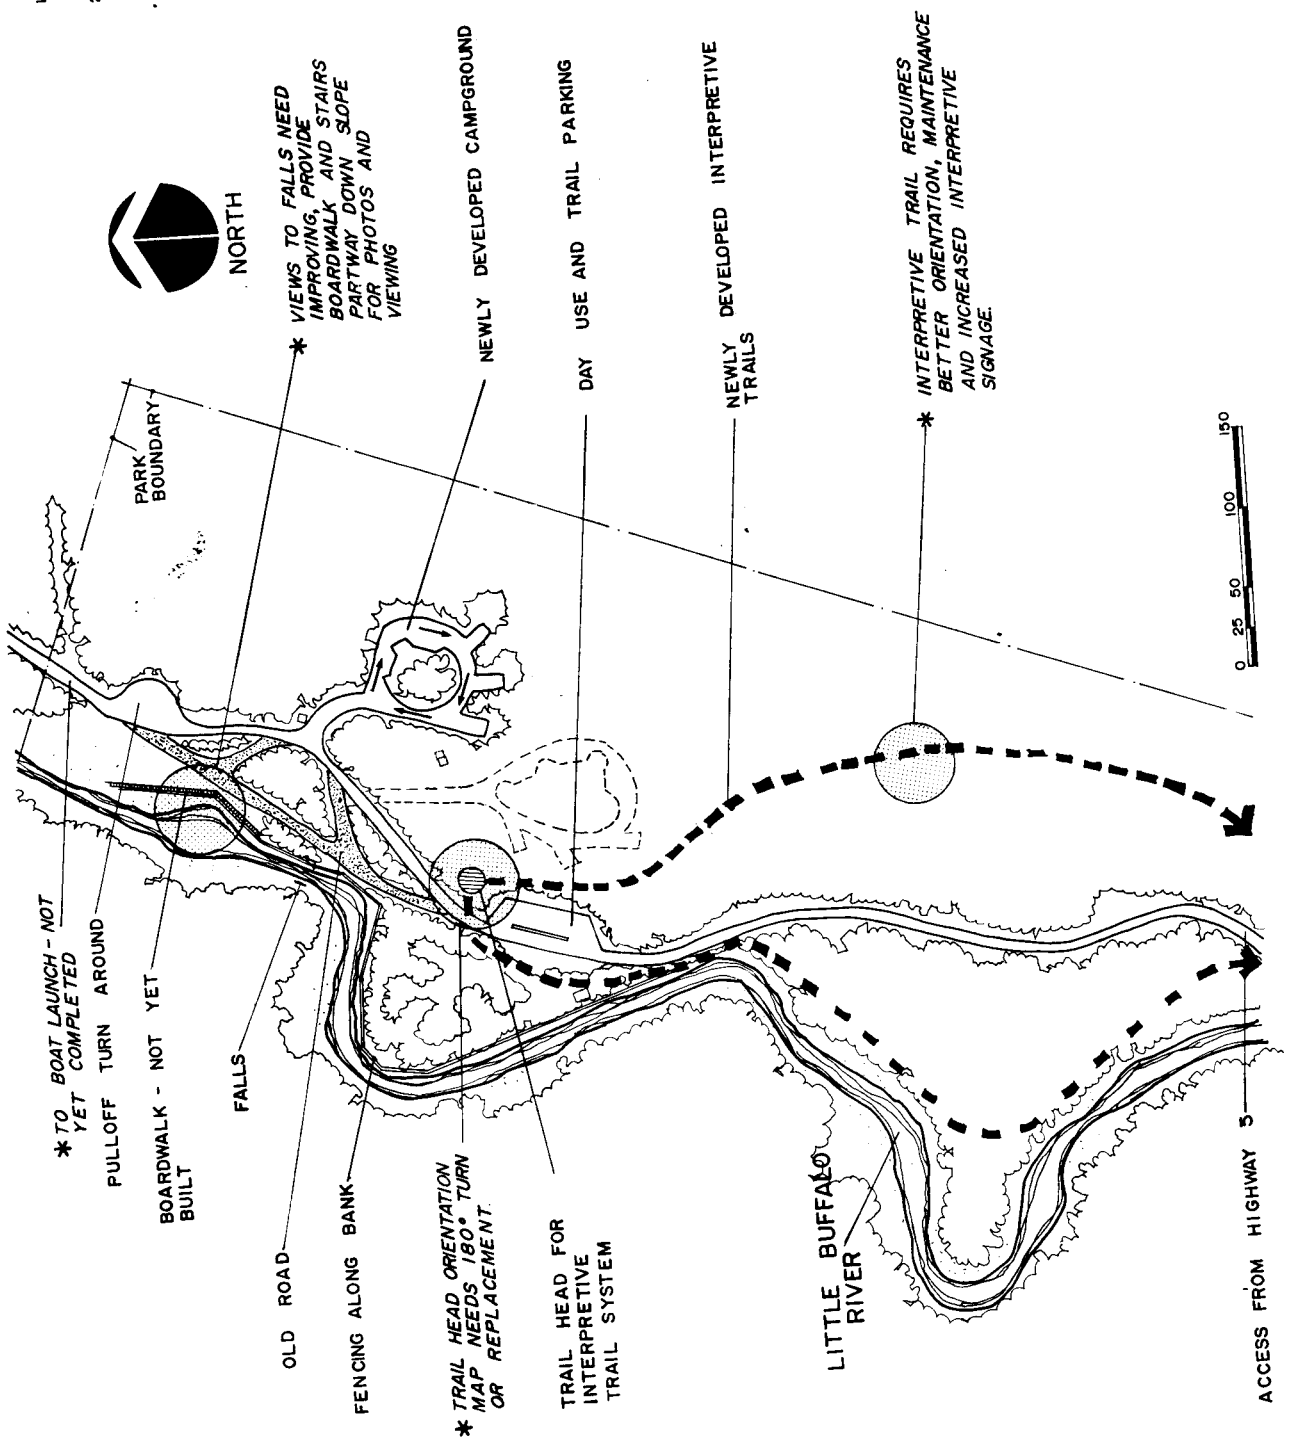 * TO BOAT LAUNCH - NOT
YET COMPLETED
PULLOFF TURN AROUND
BOARDWALK - NOT YET
BUILT
FALLS
OLD ROAD
FENCING ALONG BANK
* TRAIL HEAD ORIENTATION
MAP NEEDS 180° TURN
OR REPLACEMENT.
TRAIL HEAD FOR
INTERPRETIVE
TRAIL SYSTEM
LITTLE BUFFALO
RIVER
ACCESS FROM HIGHWAY 5
PARK
BOUNDARY
NORTH
* VIEWS TO FALLS NEED
IMPROVING, PROVIDE
BOARDWALK AND STAIRS
PARTWAY DOWN SLOPE
FOR PHOTOS AND
VIEWING
NEWLY DEVELOPED CAMPGROUND
DAY USE AND TRAIL PARKING
NEWLY DEVELOPED INTERPRETIVE
TRAILS
* INTERPRETIVE TRAIL REQUIRES
BETTER ORIENTATION, MAINTENANCE
AND INCREASED INTERPRETIVE
SIGNAGE.
0 25 50 100 150